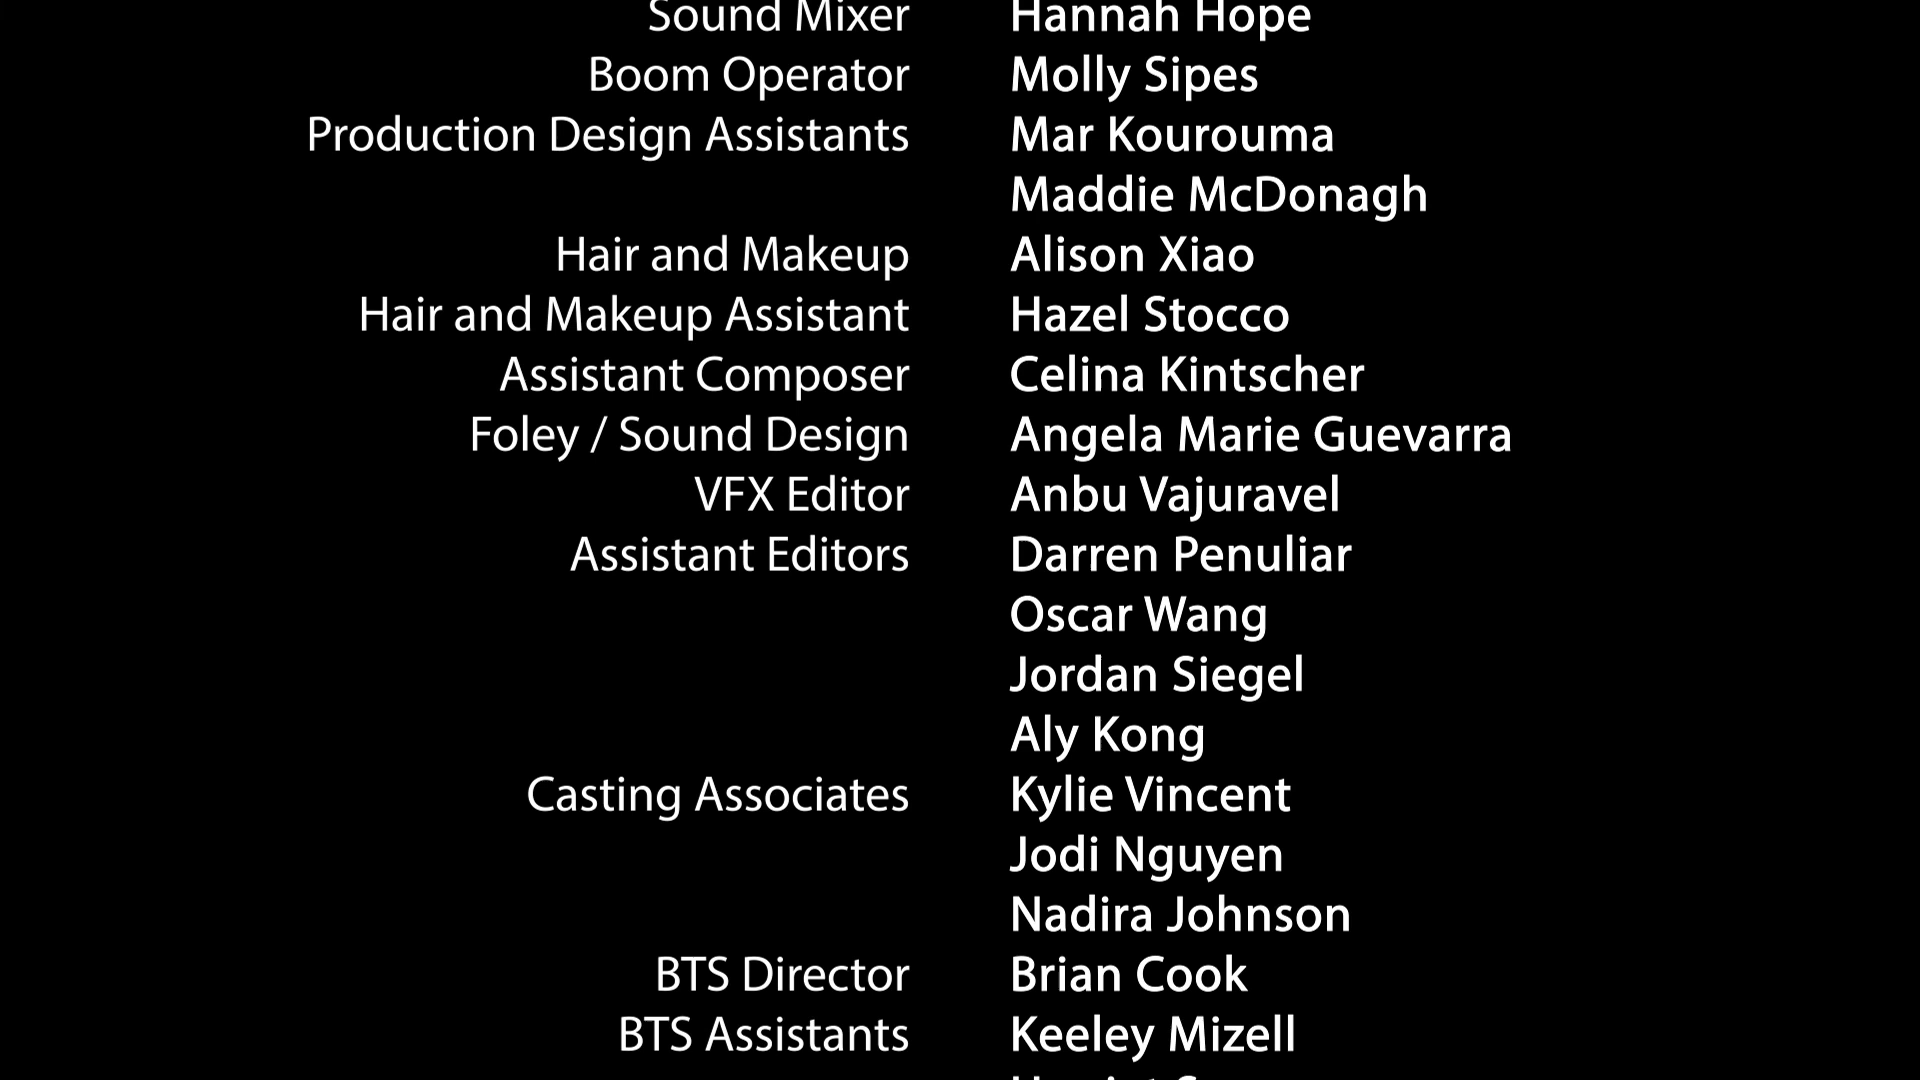 Sound Mixer Hannah Hope
Boom Operator Molly Sipes
Production Design Assistants Mar Kourouma
Maddie McDonagh
Hair and Makeup Alison Xiao
Hair and Makeup Assistant Hazel Stocco
Assistant Composer Celina Kintscher
Foley / Sound Design Angela Marie Guevarra
VFX Editor Anbu Vajuravel
Assistant Editors Darren Penuliar
Oscar Wang
Jordan Siegel
Aly Kong
Casting Associates Kylie Vincent
Jodi Nguyen
Nadira Johnson
BTS Director Brian Cook
BTS Assistants Keeley Mizell